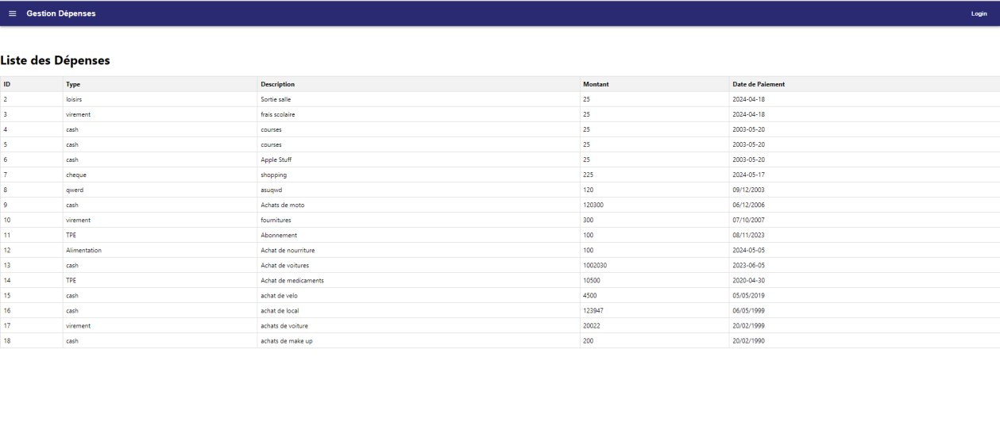 Gestion Dépenses Login
Liste des Dépenses
ID Type Description Montant Date de Paiement
2 loisirs Sortie salle 25 2024-04-18
3 virement frais scolaire 25 2024-04-18
4 cash courses 25 2003-05-20
5 cash courses 25 2003-05-20
6 cash Apple Stuff 25 2003-05-20
7 cheque shopping 225 2024-05-17
8 qwerd asuqwd 120 09/12/2003
9 cash Achats de moto 120300 06/12/2006
10 virement fournitures 300 07/10/2007
11 TPE Abonnement 100 08/11/2023
12 Alimentation Achat de nourriture 100 2024-05-05
13 cash Achat de voitures 1002030 2023-06-05
14 TPE Achat de medicaments 10500 2020-04-30
15 cash achat de velo 4500 05/05/2019
16 cash achat de local 123947 06/05/1999
17 virement achats de voiture 20022 20/02/1999
18 cash achats de make up 200 20/02/1990